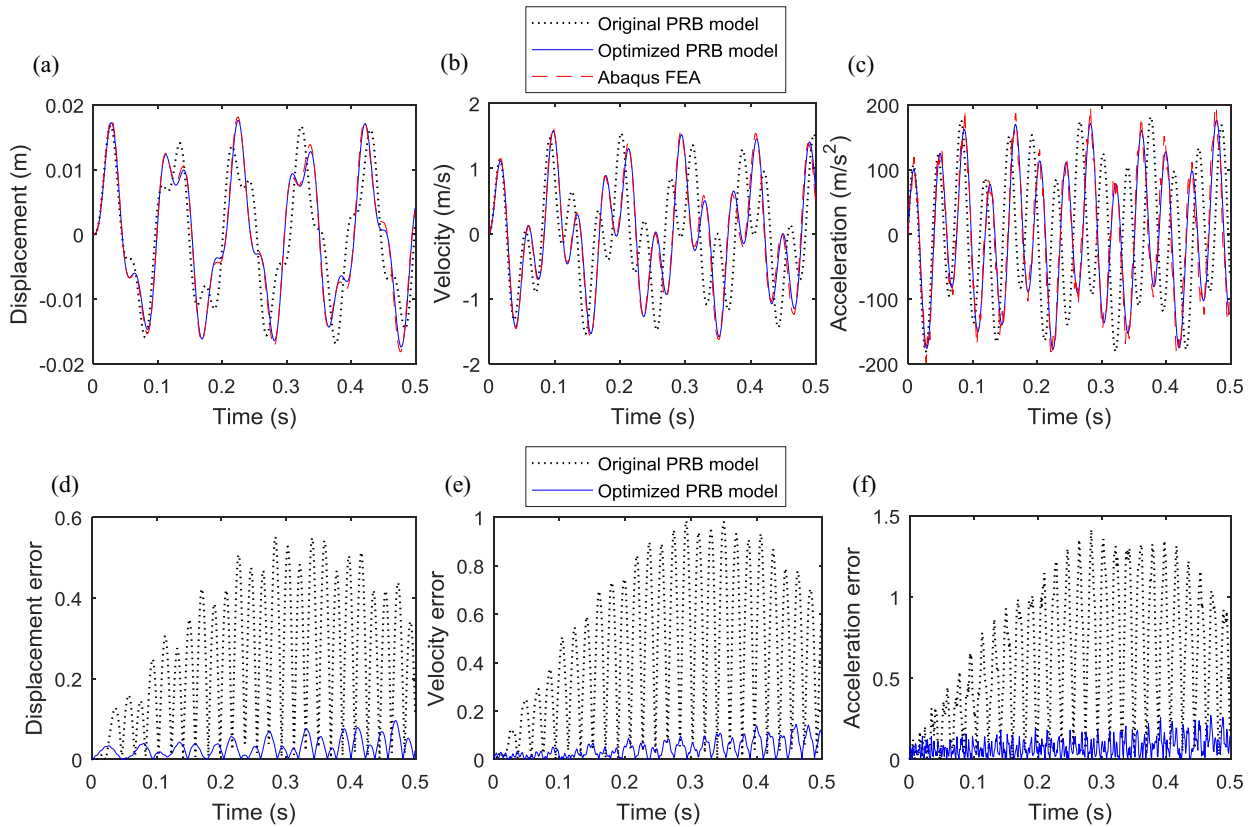 Original PRB model
Optimized PRB model
Abaqus FEA
(a)
(b)
(c)
Displacement (m)
0.02
0.01
0
-0.01
-0.02
0
0.1
0.2
0.3
0.4
0.5
Time (s)
Velocity (m/s)
2
1
0
-1
-2
0
0.1
0.2
0.3
0.4
0.5
Time (s)
Acceleration (m/s²)
200
100
0
-100
-200
0
0.1
0.2
0.3
0.4
0.5
Time (s)
Original PRB model
Optimized PRB model
(d)
(e)
(f)
Displacement error
0.6
0.4
0.2
0
0
0.1
0.2
0.3
0.4
0.5
Time (s)
Velocity error
1
0.8
0.6
0.4
0.2
0
0
0.1
0.2
0.3
0.4
0.5
Time (s)
Acceleration error
1.5
1
0.5
0
0
0.1
0.2
0.3
0.4
0.5
Time (s)